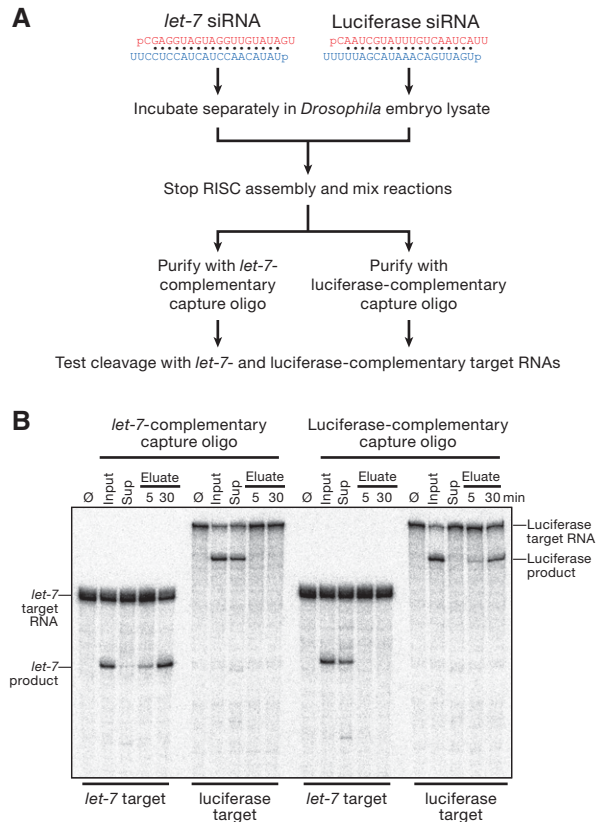 A
let-7 siRNA
Luciferase siRNA
pCGAGGUAGUAGGUUGUAUAGU
UUCCUCCAUCAUCCAACAUAUp
pCAAUCGUAUUUGUCAAUCAUU
UUUUUAGCAUAAACAGUUAGUp
Incubate separately in Drosophila embryo lysate
Stop RISC assembly and mix reactions
Purify with let-7-
complementary
capture oligo
Purify with
luciferase-complementary
capture oligo
Test cleavage with let-7- and luciferase-complementary target RNAs
B
let-7-complementary
capture oligo
Luciferase-complementary
capture oligo
Ø Input Sup Eluate 5 30
Ø Input Sup Eluate 5 30
Ø Input Sup Eluate 5 30
Ø Input Sup Eluate 5 30 min
Luciferase
target RNA
Luciferase
product
let-7
target
RNA
let-7
product
let-7 target
luciferase
target
let-7 target
luciferase
target